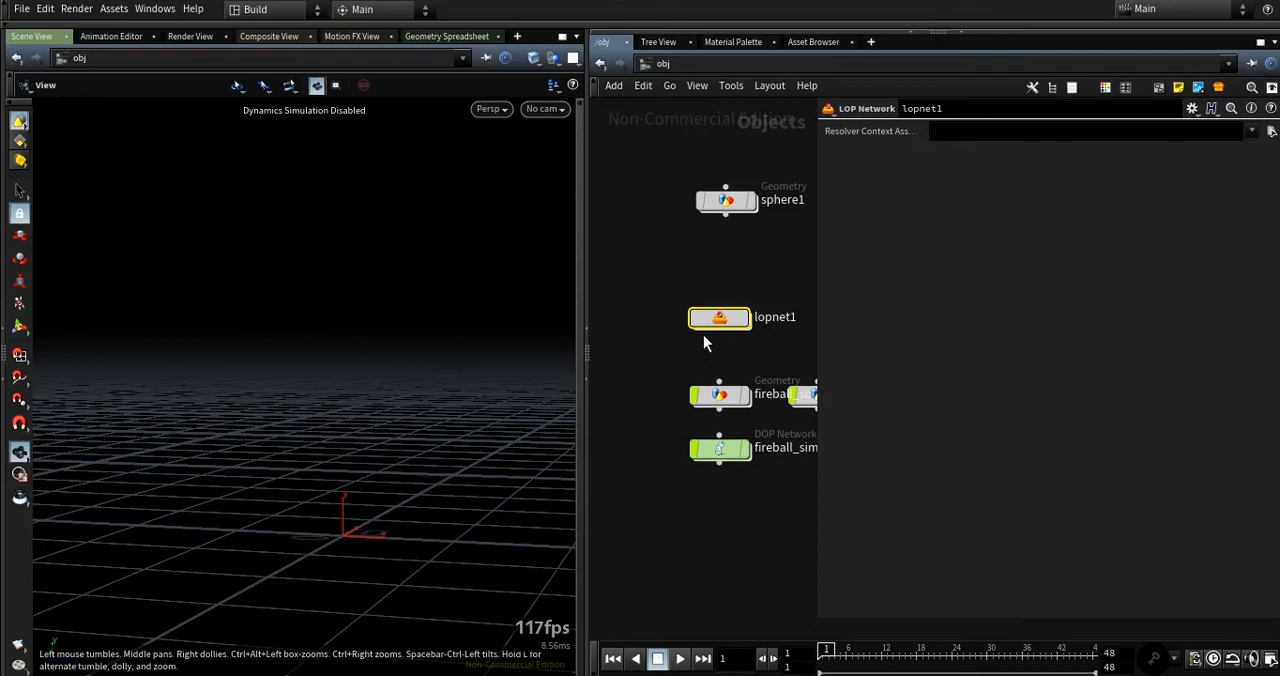 File Edit Render Assets Windows Help Build Main Main
Scene View Animation Editor Render View Composite View Motion FX View Geometry Spreadsheet
/obj Tree View Material Palette Asset Browser
obj
obj
View
Add Edit Go View Tools Layout Help
Dynamics Simulation Disabled
Persp No cam
Non-Commercial Edition Objects
LOP Network lopnet1
Resolver Context Ass...
Geometry
sphere1
lopnet1
Geometry
fireball_so
DOP Network
fireball_sim
117fps
8.56ms
Left mouse tumbles. Middle pans. Right dollies. Ctrl+Alt+Left box-zooms. Ctrl+Right zooms. Spacebar-Ctrl-Left tilts. Hold L for
alternate tumble, dolly, and zoom.
Non-Commercial Edition
y
y
1 1 1 1 6 12 18 24 30 36 42 4 48 48